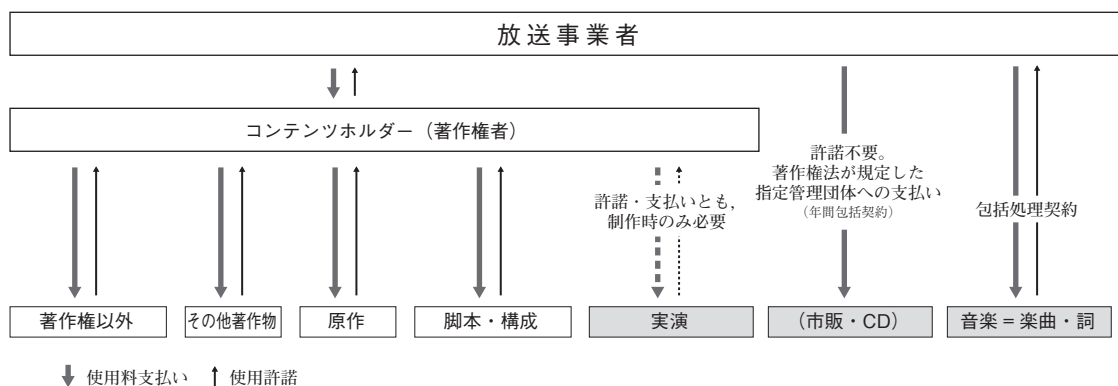 放送事業者
コンテンツホルダー（著作権者）
許諾・支払いとも，
制作時のみ必要
許諾不要。
著作権法が規定した
指定管理団体への支払い
（年間包括契約）
包括処理契約
著作権以外
その他著作物
原作
脚本・構成
実演
（市販・CD）
音楽＝楽曲・詞
使用料支払い
使用許諾